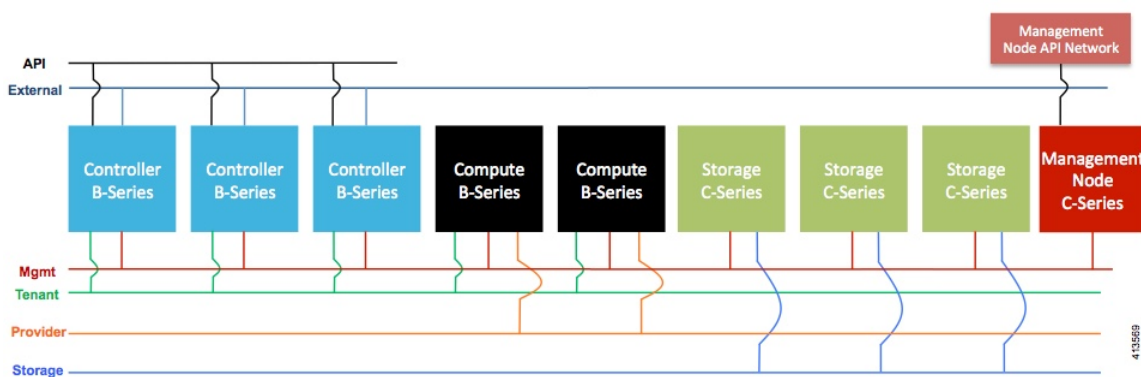 Management
Node API Network
API
External
Controller
B-Series
Controller
B-Series
Controller
B-Series
Compute
B-Series
Compute
B-Series
Storage
C-Series
Storage
C-Series
Storage
C-Series
Management
Node
C-Series
Mgmt
Tenant
Provider
Storage
413569